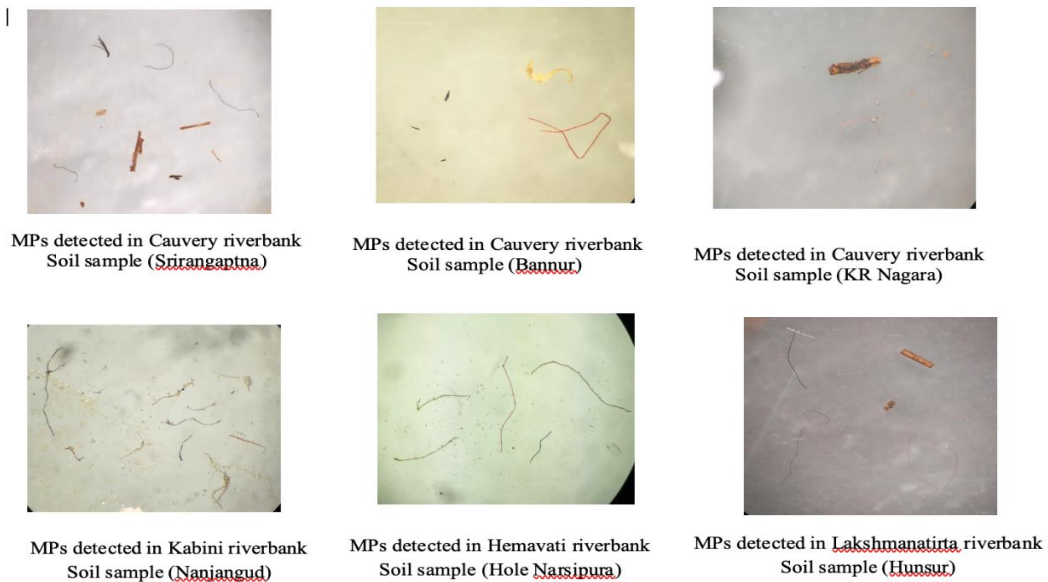 MPs detected in Cauvery riverbank
Soil sample (Srirangaptna)
MPs detected in Cauvery riverbank
Soil sample (Bannur)
MPs detected in Cauvery riverbank
Soil sample (KR Nagara)
MPs detected in Kabini riverbank
Soil sample (Nanjangud)
MPs detected in Hemavati riverbank
Soil sample (Hole Narsipura)
MPs detected in Lakshmanatirta riverbank
Soil sample (Hunsur)